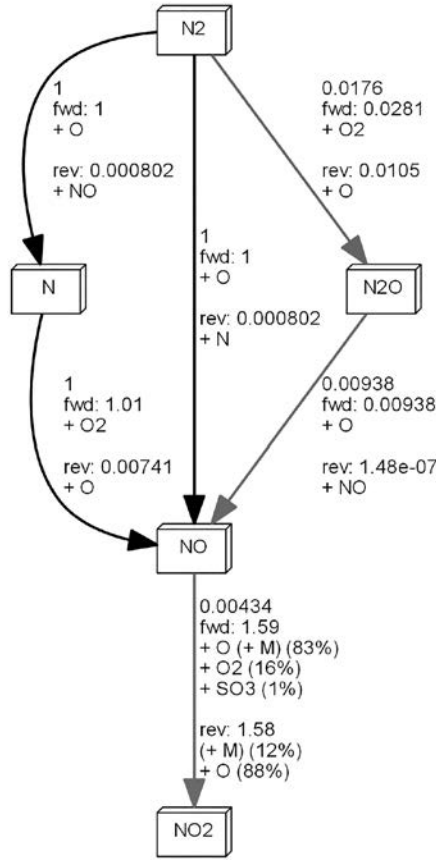 N2
1
fwd: 1
+ O
rev: 0.000802
+ NO
0.0176
fwd: 0.0281
+ O2
rev: 0.0105
+ O
1
fwd: 1
+ O
rev: 0.000802
+ N
N
N2O
1
fwd: 1.01
+ O2
rev: 0.00741
+ O
0.00938
fwd: 0.00938
+ O
rev: 1.48e-07
+ NO
NO
0.00434
fwd: 1.59
+ O (+ M) (83%)
+ O2 (16%)
+ SO3 (1%)
rev: 1.58
(+ M) (12%)
+ O (88%)
NO2